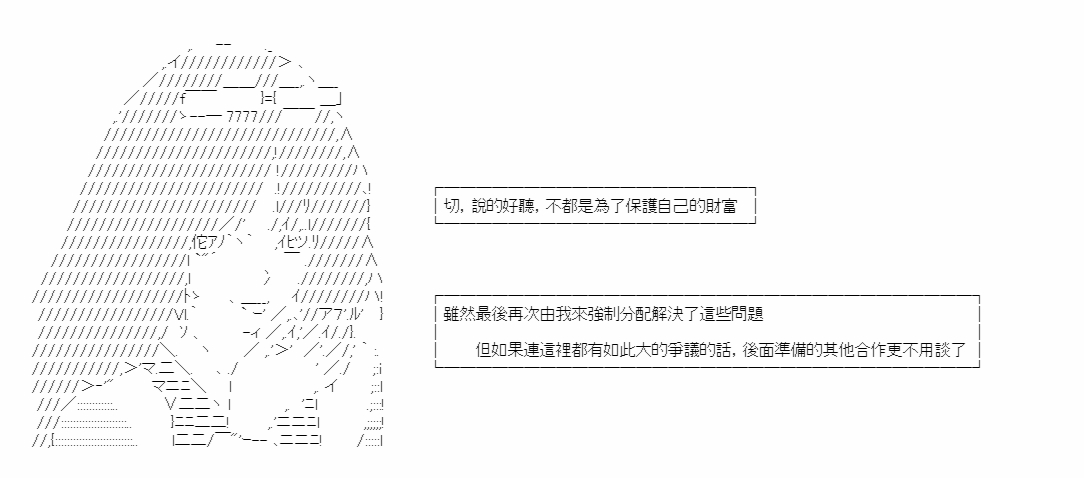 切，說的好聽，不都是為了保護自己的財富
雖然最後再次由我來強制分配解決了這些問題
但如果連這裡都有如此大的爭議的話，後面準備的其他合作更不用談了